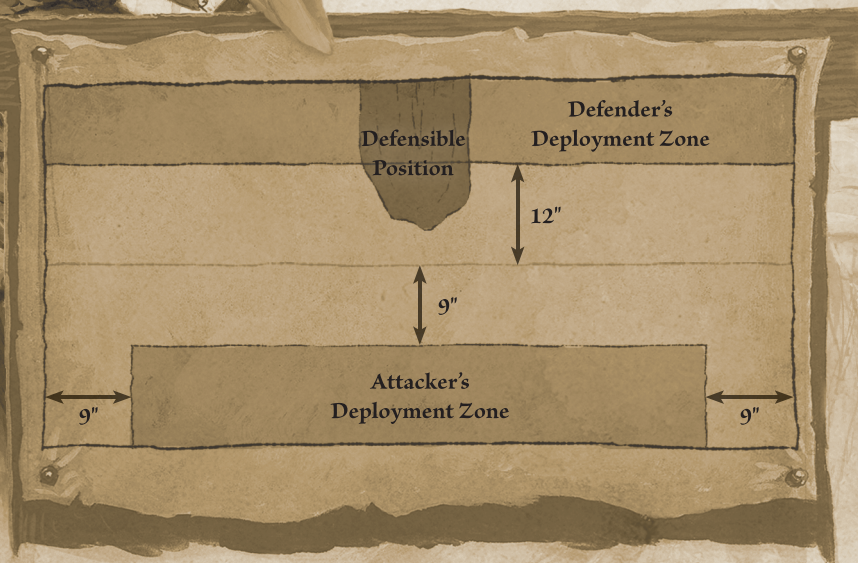 Defender's
Deployment Zone
Defensible
Position
12"
9"
Attacker's
Deployment Zone
9"
9"